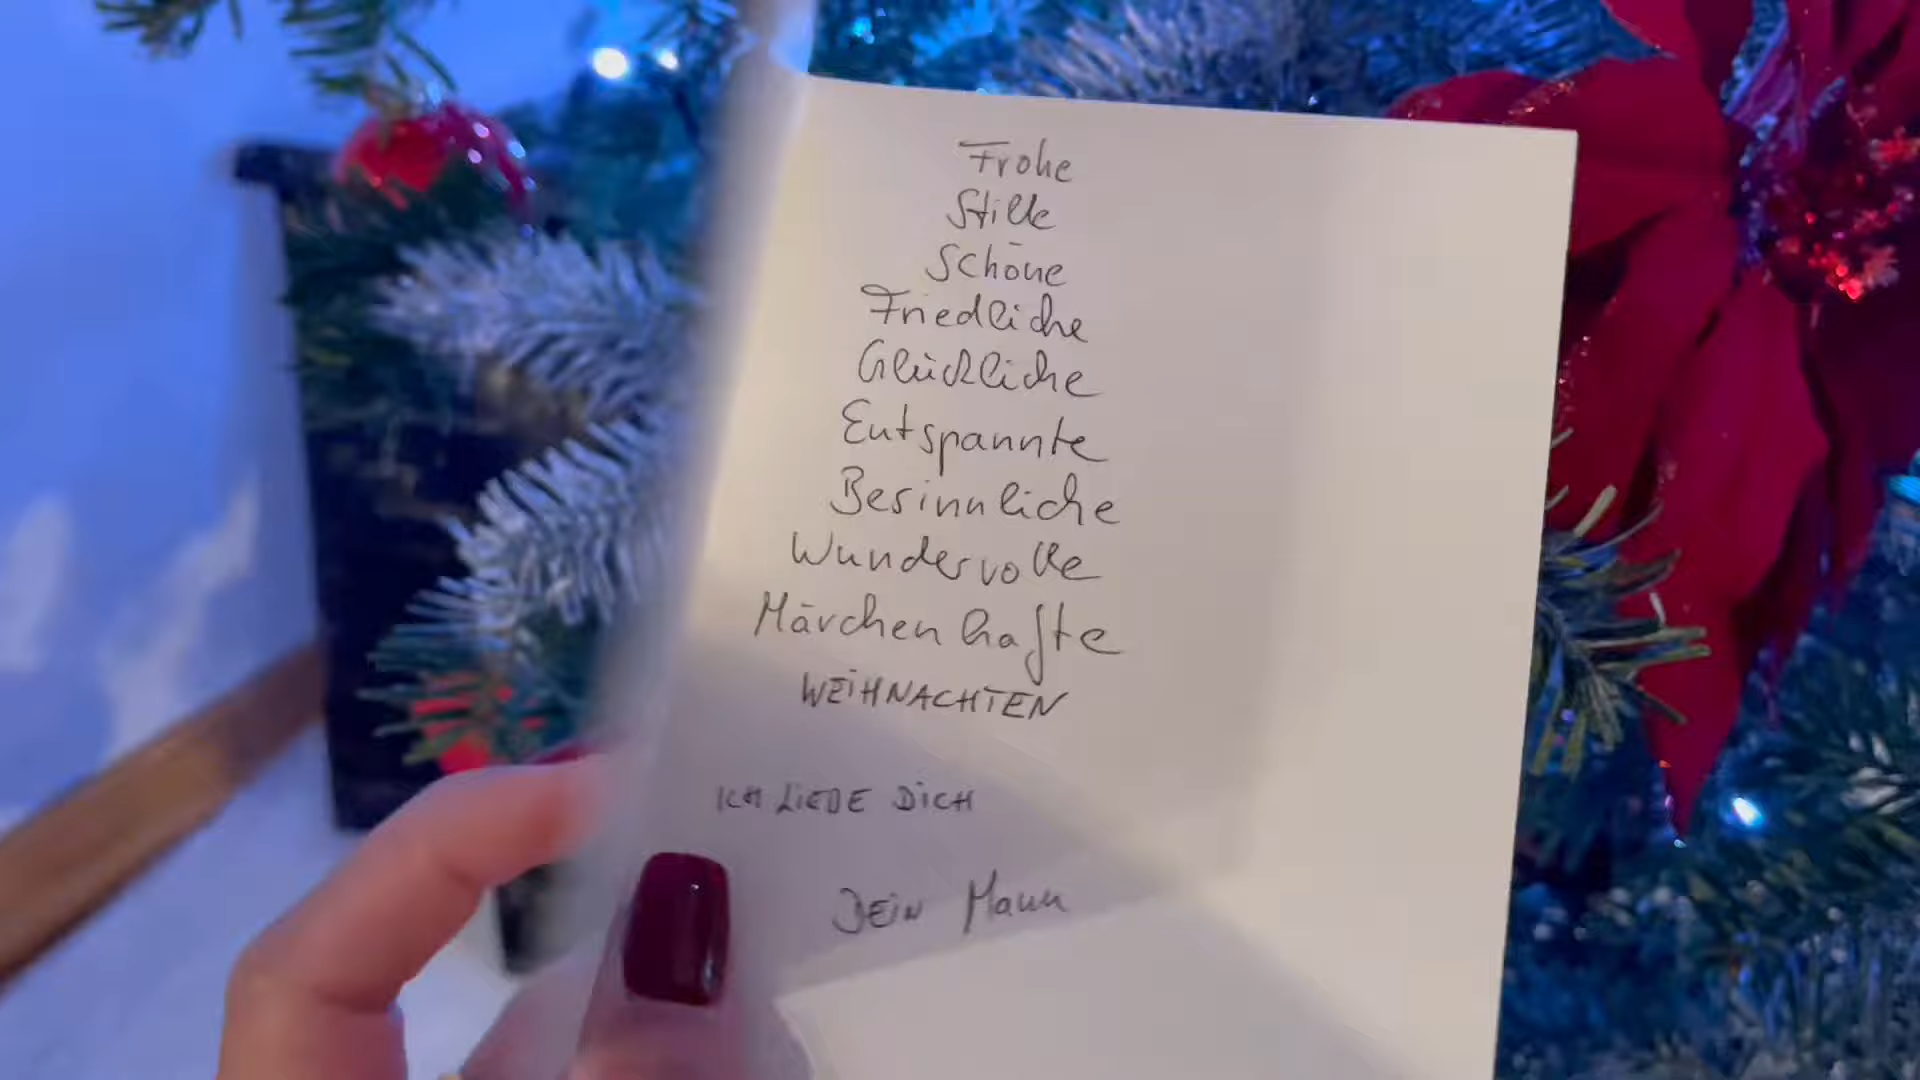 Frohe
Stille
Schöne
Friedliche
Glückliche
Entspannte
Besinnliche
Wundervolle
Märchenhafte
WEIHNACHTEN
ICH LIEBE DICH
DEIN Mann